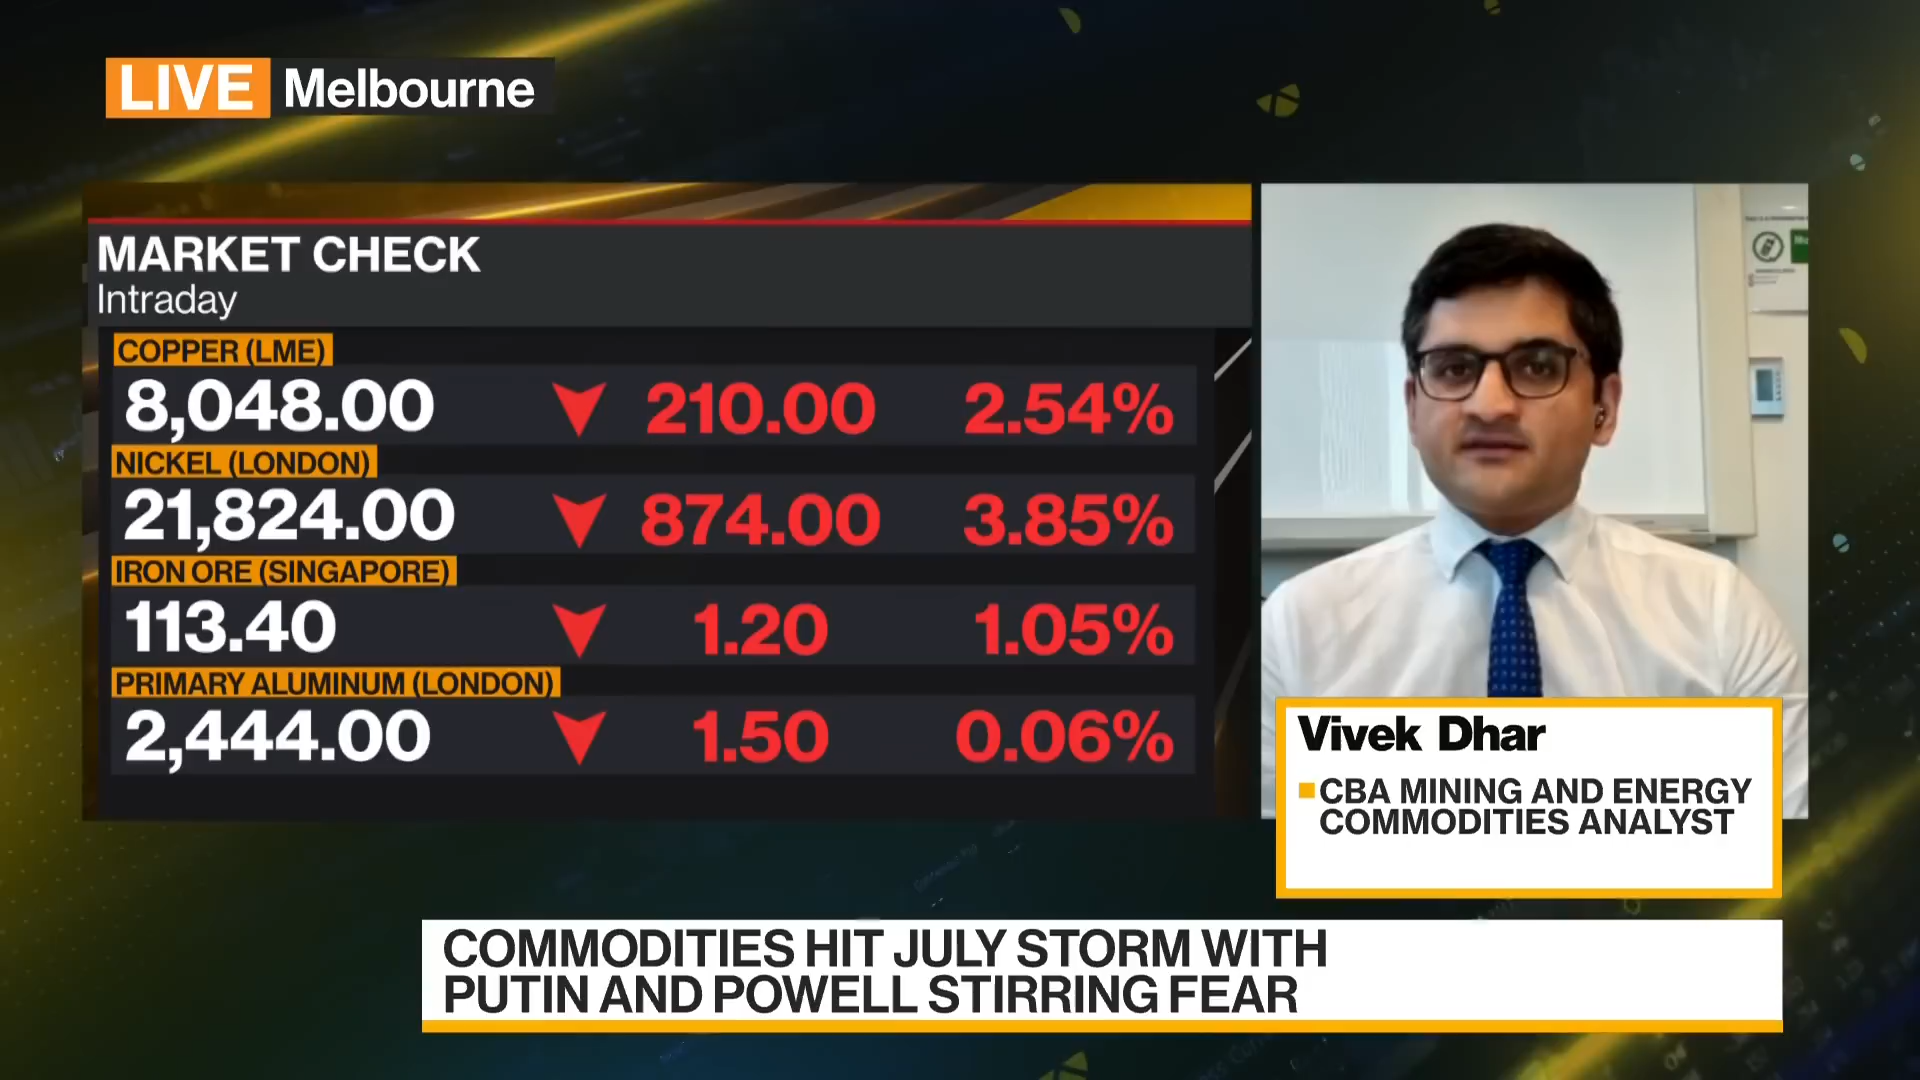 LIVE Melbourne
MARKET CHECK
Intraday
COPPER (LME)
8,048.00 ▼ 210.00 2.54%
NICKEL (LONDON)
21,824.00 ▼ 874.00 3.85%
IRON ORE (SINGAPORE)
113.40 ▼ 1.20 1.05%
PRIMARY ALUMINUM (LONDON)
2,444.00 ▼ 1.50 0.06%
Vivek Dhar
CBA MINING AND ENERGY
COMMODITIES ANALYST
COMMODITIES HIT JULY STORM WITH
PUTIN AND POWELL STIRRING FEAR